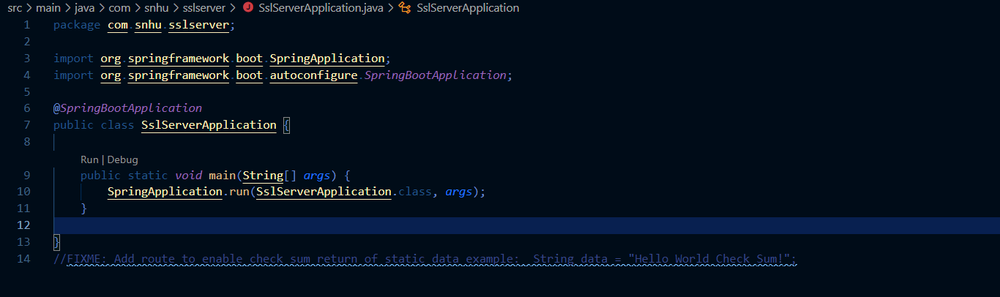 src > main > java > com > snhu > sslserver > J SslServerApplication.java > SslServerApplication
1 package com.snhu.sslserver;
2
3 import org.springframework.boot.SpringApplication;
4 import org.springframework.boot.autoconfigure.SpringBootApplication;
5
6 @SpringBootApplication
7 public class SslServerApplication {
8
Run | Debug
9 public static void main(String[] args) {
10 SpringApplication.run(SslServerApplication.class, args);
11 }
12
13 }
14 //FIXME: Add route to enable check sum return of static data example:  String data = "Hello World Check Sum!";